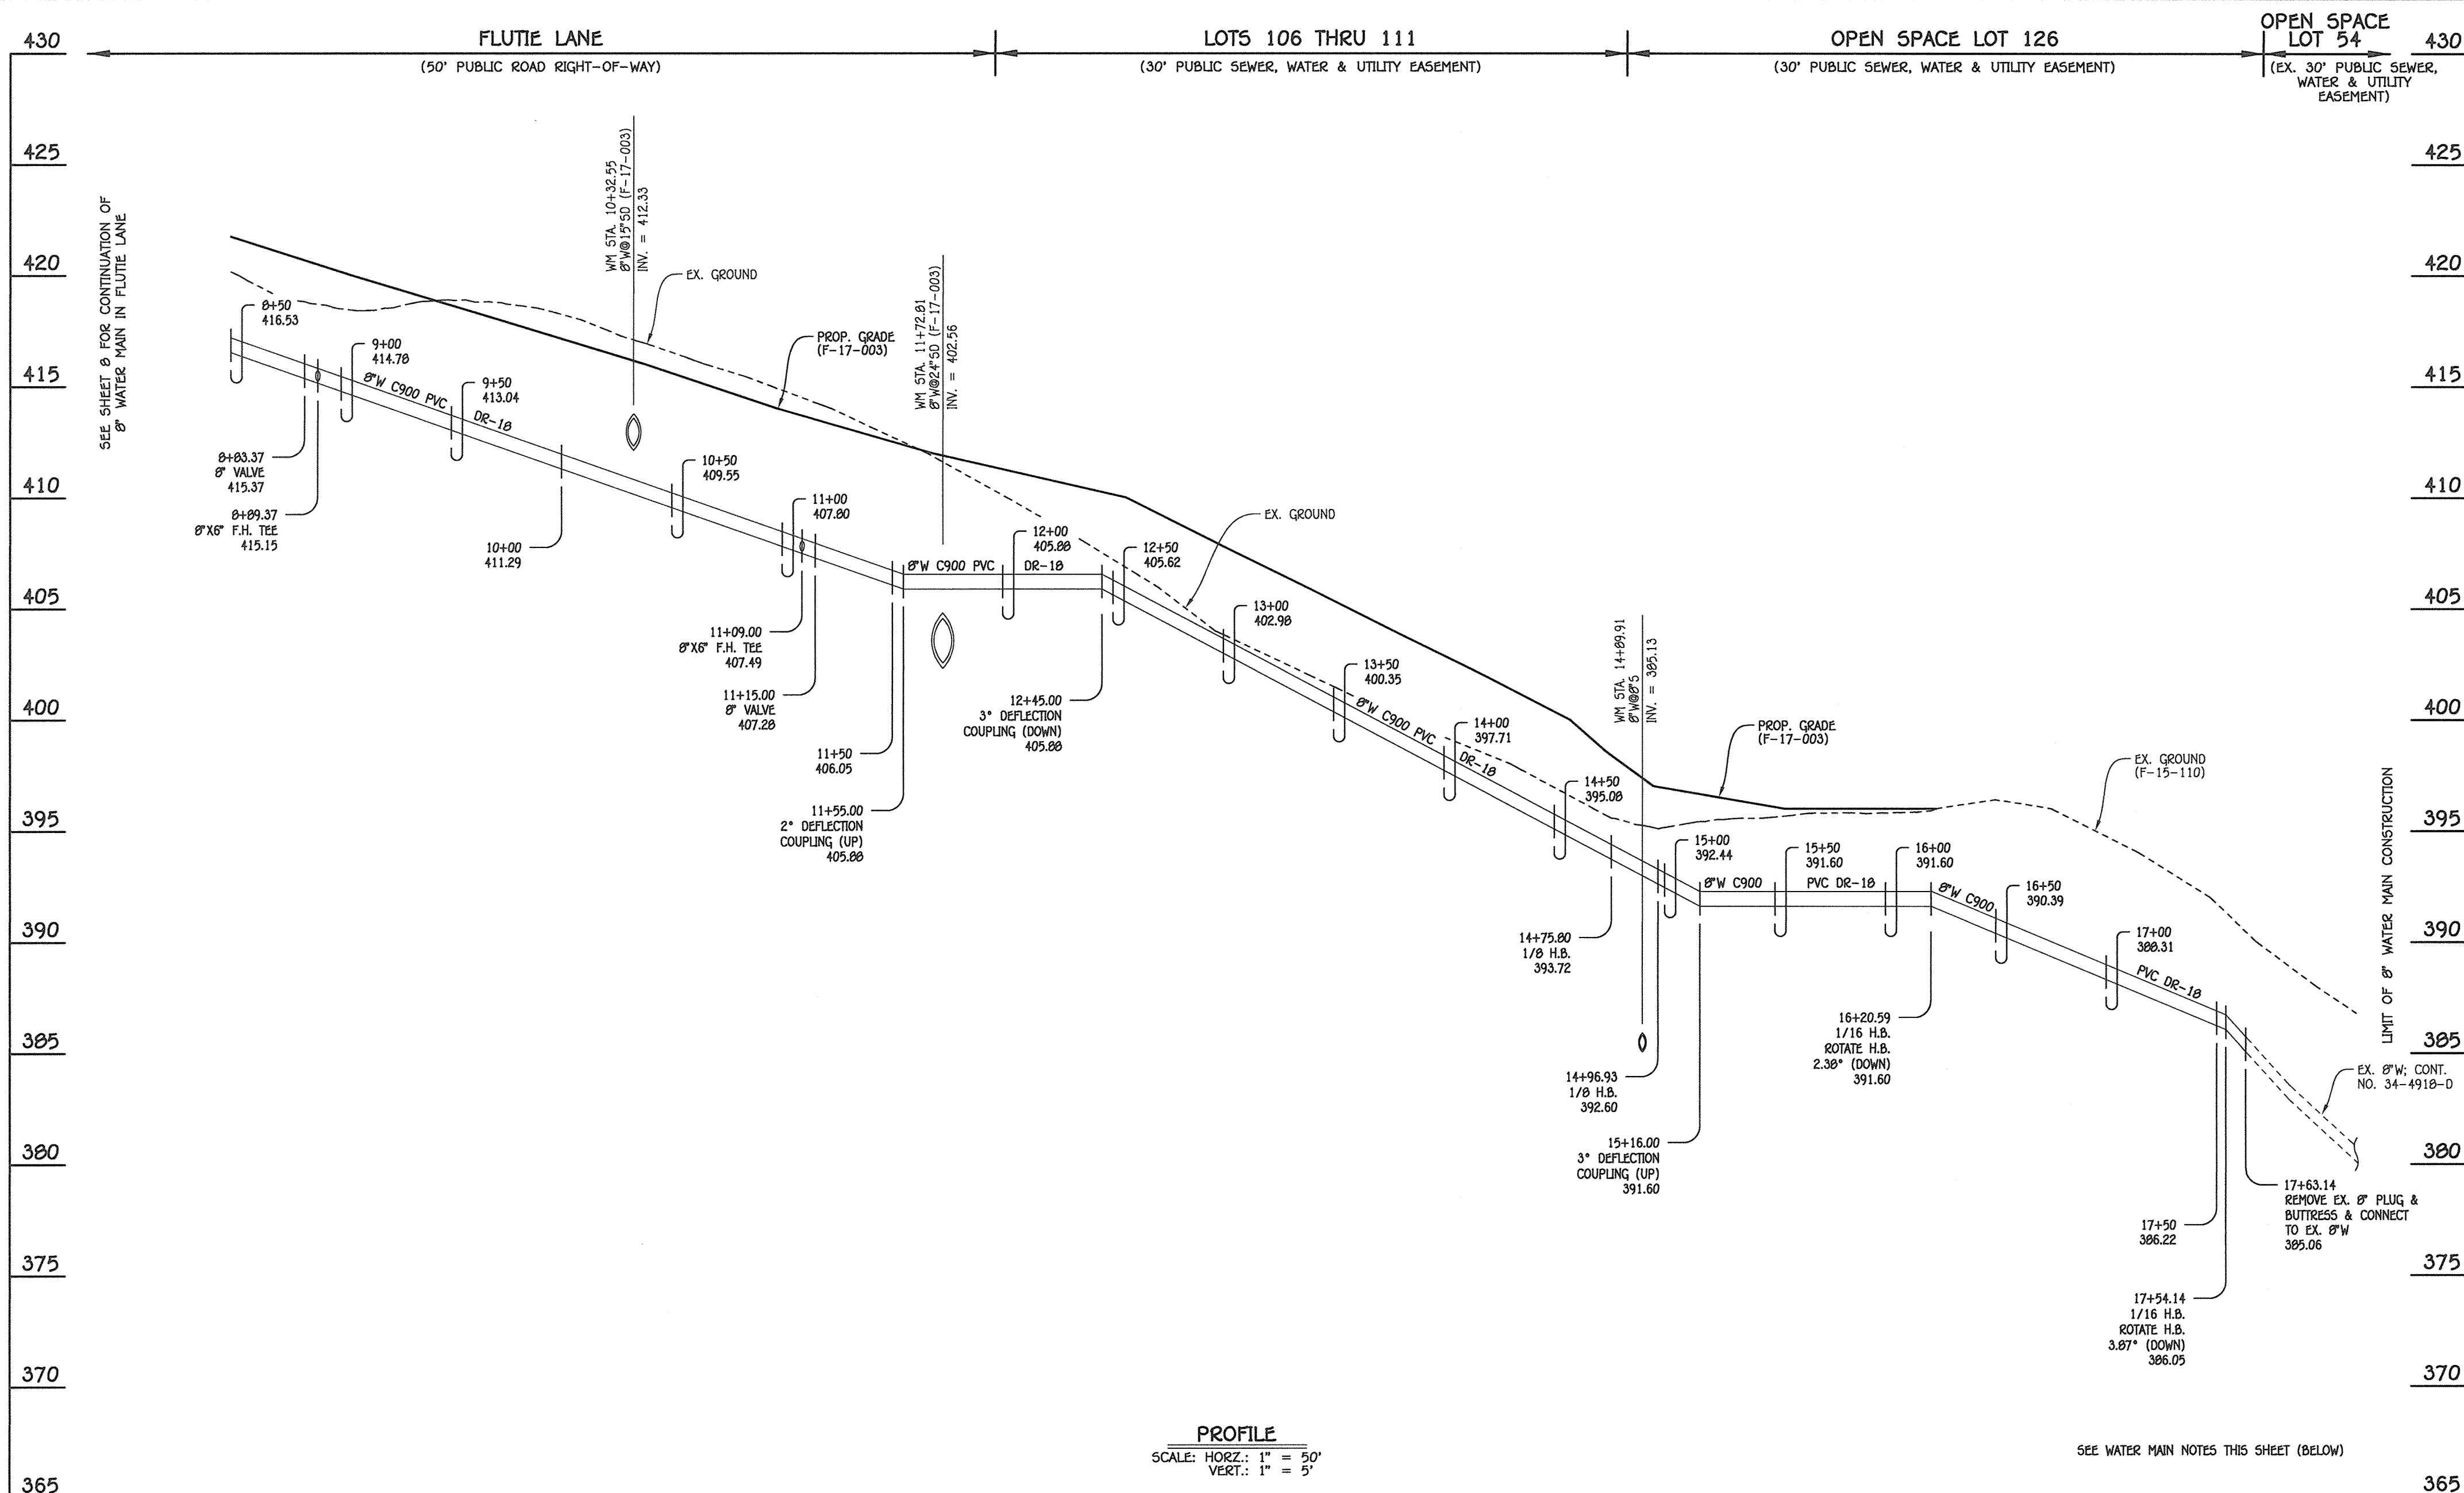 FLUTIE LANE
(50' PUBLIC ROAD RIGHT-OF-WAY)
LOTS 106 THRU 111
(30' PUBLIC SEWER, WATER & UTILITY EASEMENT)
OPEN SPACE LOT 126
(30' PUBLIC SEWER, WATER & UTILITY EASEMENT)
OPEN SPACE
LOT 54
(EX. 30' PUBLIC SEWER,
WATER & UTILITY
EASEMENT)
430
425
420
415
410
405
400
395
390
385
380
375
370
365
SEE SHEET 8 FOR CONTINUATION OF
8" WATER MAIN IN FLUTIE LANE
8+50
416.53
8+83.37
8" VALVE
415.37
8+89.37
8"X6" F.H. TEE
415.15
9+00
414.78
8"W C900 PVC DR-18
9+50
413.04
10+00
411.29
WM STA. 10+32.55
8"W@15"SD (F-17-003)
INV. = 412.33
EX. GROUND
10+50
409.55
PROP. GRADE
(F-17-003)
11+00
407.80
11+09.00
8"X6" F.H. TEE
407.49
11+15.00
8" VALVE
407.28
11+50
406.05
11+55.00
2° DEFLECTION
COUPLING (UP)
405.88
WM STA. 11+72.81
8"W@24"SD (F-17-003)
INV. = 402.56
8"W C900 PVC DR-18
12+00
405.88
12+45.00
3° DEFLECTION
COUPLING (DOWN)
405.88
12+50
405.62
EX. GROUND
13+00
402.98
13+50
400.35
8"W C900 PVC DR-18
14+00
397.71
14+50
395.08
14+75.80
1/8 H.B.
393.72
WM STA. 14+89.91
8"W@8"S
INV. = 385.13
14+96.93
1/8 H.B.
392.60
15+00
392.44
15+16.00
3° DEFLECTION
COUPLING (UP)
391.60
PROP. GRADE
(F-17-003)
8"W C900 PVC DR-18
15+50
391.60
16+00
391.60
16+20.59
1/16 H.B.
ROTATE H.B.
2.38° (DOWN)
391.60
8"W C900 PVC DR-18
16+50
390.39
17+00
388.31
EX. GROUND
(F-15-110)
17+50
386.22
17+54.14
1/16 H.B.
ROTATE H.B.
3.87° (DOWN)
386.05
17+63.14
REMOVE EX. 8" PLUG &
BUTTRESS & CONNECT
TO EX. 8"W
385.06
EX. 8"W; CONT.
NO. 34-4918-D
LIMIT OF 8" WATER MAIN CONSTRUCTION
430
425
420
415
410
405
400
395
390
385
380
375
370
365
PROFILE
SCALE: HORZ.: 1" = 50'
VERT.: 1" = 5'
SEE WATER MAIN NOTES THIS SHEET (BELOW)